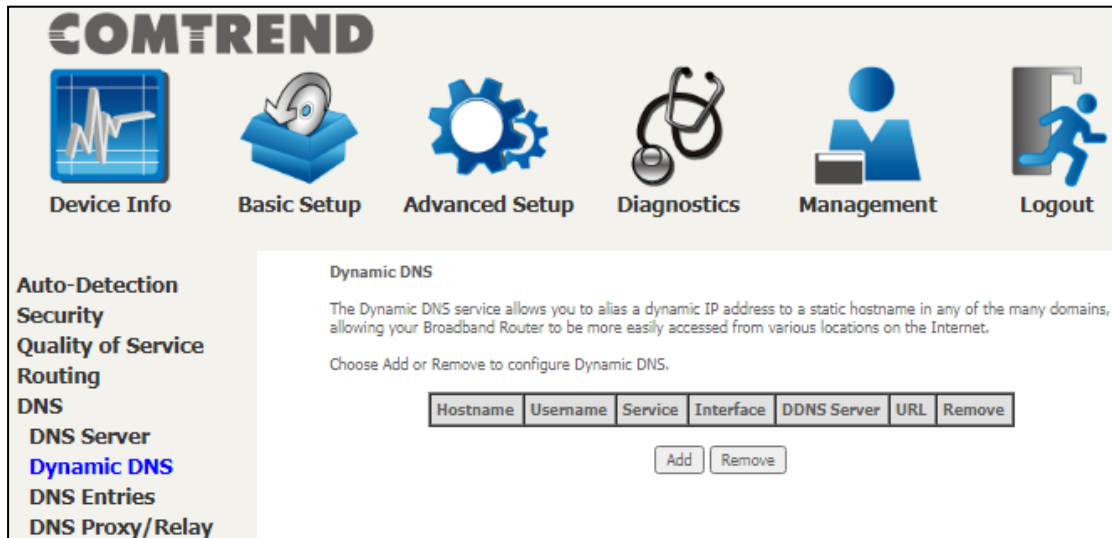 COMTREND
Device Info
Basic Setup
Advanced Setup
Diagnostics
Management
Logout
Auto-Detection
Security
Quality of Service
Routing
DNS
DNS Server
Dynamic DNS
DNS Entries
DNS Proxy/Relay
Dynamic DNS
The Dynamic DNS service allows you to alias a dynamic IP address to a static hostname in any of the many domains,
allowing your Broadband Router to be more easily accessed from various locations on the Internet.
Choose Add or Remove to configure Dynamic DNS.
Hostname Username Service Interface DDNS Server URL Remove
Add Remove